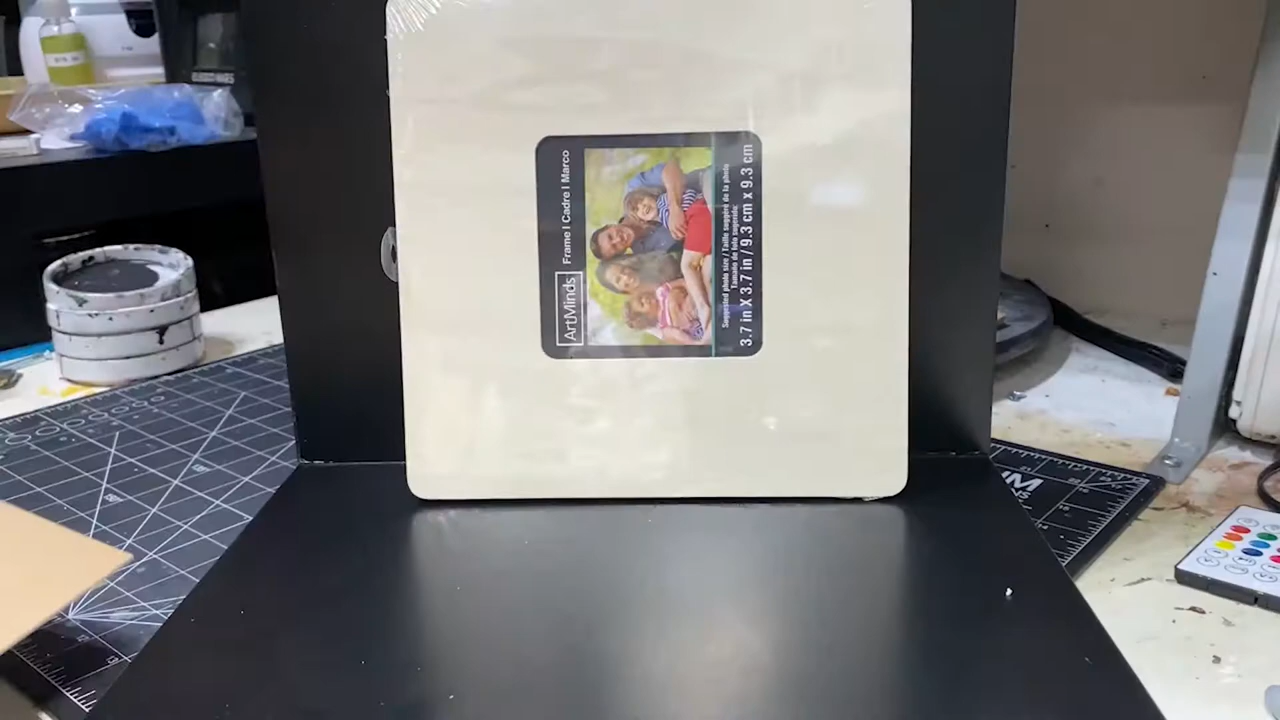 ArtMinds
Frame | Cadre | Marco
Suggested photo size / Taille suggéré de la photo
Tamaño de foto sugerido:
3.7 in X 3.7 in / 9.3 cm x 9.3 cm